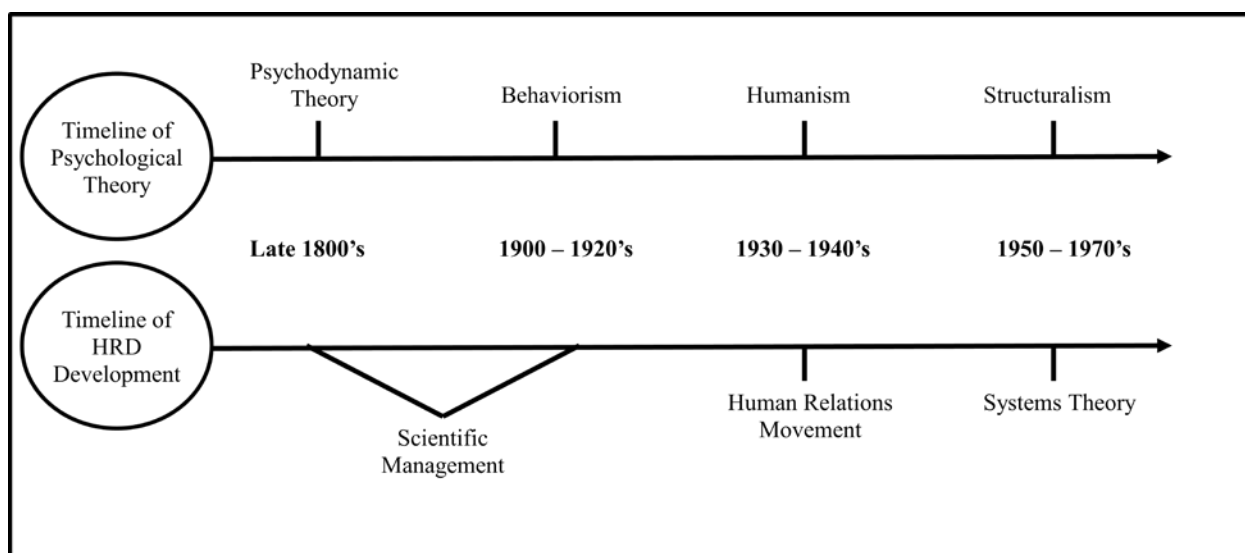 Timeline of
Psychological
Theory
Psychodynamic
Theory
Behaviorism
Humanism
Structuralism
Late 1800's
1900 – 1920's
1930 – 1940's
1950 – 1970's
Timeline of
HRD
Development
Scientific
Management
Human Relations
Movement
Systems Theory